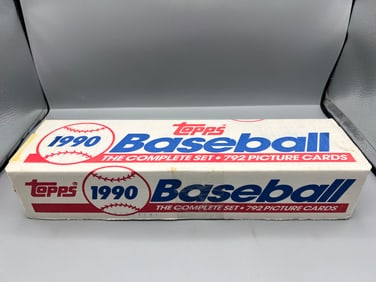 Topps
1990 Baseball
THE COMPLETE SET • 792 PICTURE CARDS
Topps® 1990 Baseball
THE COMPLETE SET • 792 PICTURE CARDS